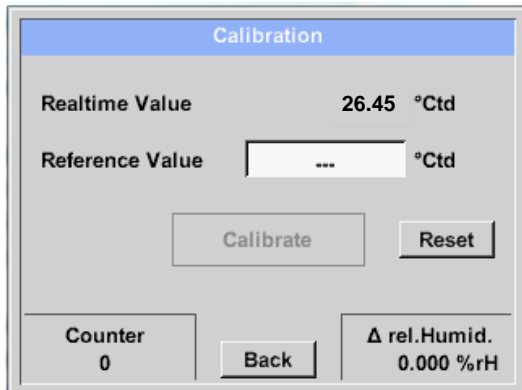 Calibration
Realtime Value 26.45 °Ctd
Reference Value --- °Ctd
Calibrate Reset
Counter
0
Back
Δ rel.Humid.
0.000 %rH